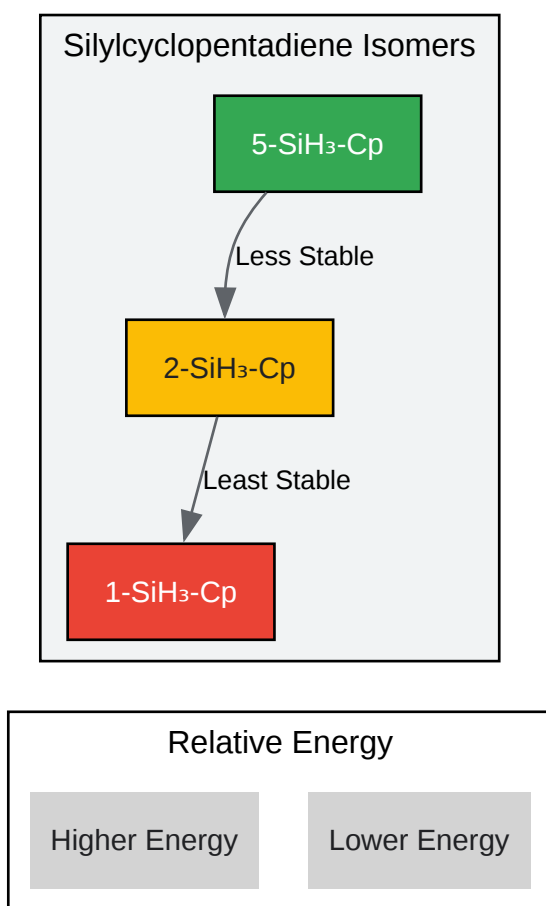 Silylcyclopentadiene Isomers
5-SiH₃-Cp
Less Stable
2-SiH₃-Cp
Least Stable
1-SiH₃-Cp
Relative Energy
Higher Energy
Lower Energy